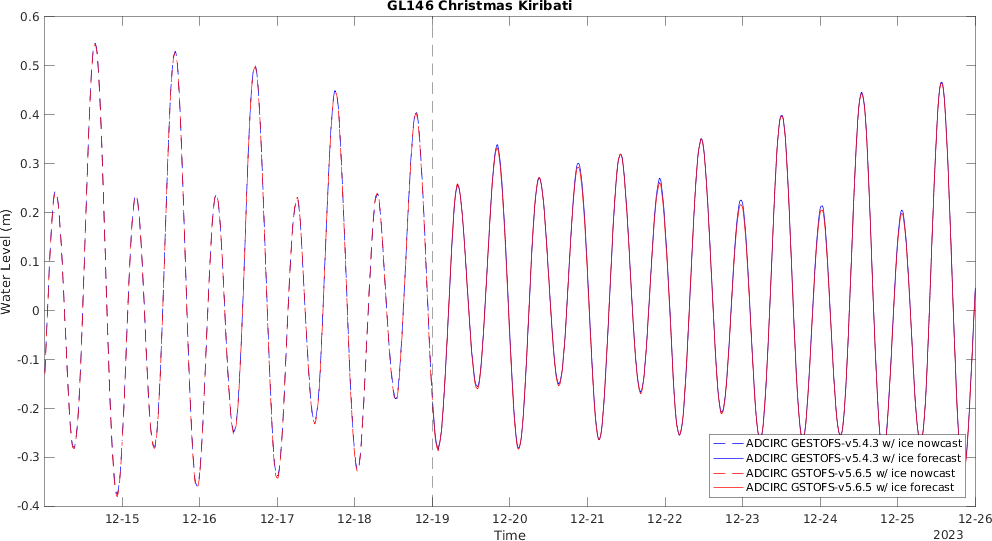 GL146 Christmas Kiribati
0.6
0.5
0.4
0.3
0.2
0.1
0
-0.1
-0.2
-0.3
-0.4
Water Level (m)
ADCIRC GESTOFS-v5.4.3 w/ ice nowcast
ADCIRC GESTOFS-v5.4.3 w/ ice forecast
ADCIRC GSTOFS-v5.6.5 w/ ice nowcast
ADCIRC GSTOFS-v5.6.5 w/ ice forecast
12-15 12-16 12-17 12-18 12-19 12-20 12-21 12-22 12-23 12-24 12-25 12-26
Time
2023